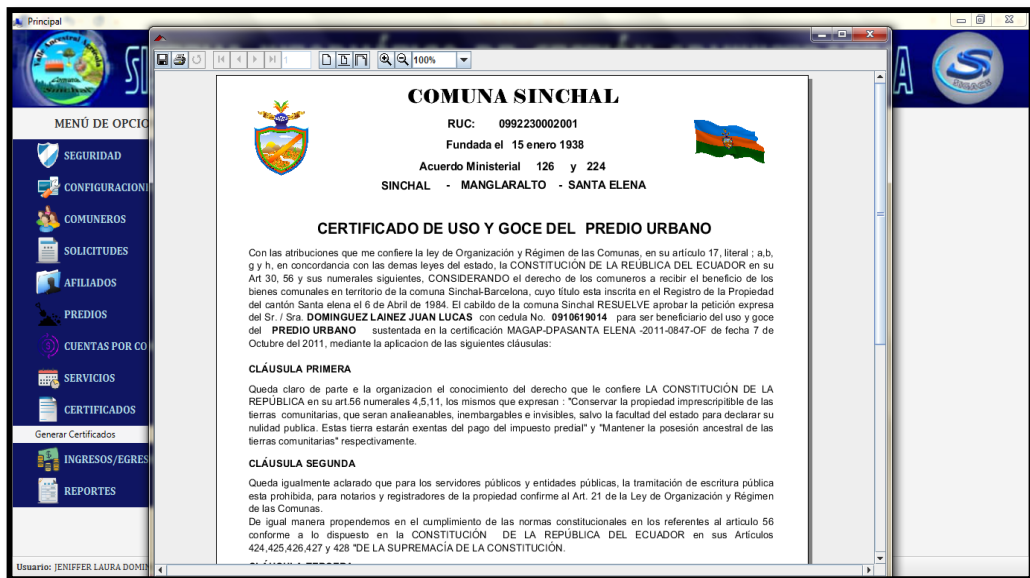 Principal
MENÚ DE OPCIO
SEGURIDAD
CONFIGURACION
COMUNEROS
SOLICITUDES
AFILIADOS
PREDIOS
CUENTAS POR CO
SERVICIOS
CERTIFICADOS
Generar Certificados
INGRESOS/EGRES
REPORTES
Usuario: JENIFFER LAURA DOMIN
SIGACS
1
100%
COMUNA SINCHAL
RUC: 0992230002001
Fundada el 15 enero 1938
Acuerdo Ministerial 126 y 224
SINCHAL - MANGLARALTO - SANTA ELENA
CERTIFICADO DE USO Y GOCE DEL PREDIO URBANO
Con las atribuciones que me confiere la ley de Organización y Régimen de las Comunas, en su artículo 17, literal ; a,b,
g y h, en concordancia con las demas leyes del estado, la CONSTITUCIÓN DE LA REÚBLICA DEL ECUADOR en su
Art 30, 56 y sus numerales siguientes, CONSIDERANDO el derecho de los comuneros a recibir el beneficio de los
bienes comunales en territorio de la comuna Sinchal-Barcelona, cuyo título esta inscrita en el Registro de la Propiedad
del cantón Santa elena el 6 de Abril de 1984. El cabildo de la comuna Sinchal RESUELVE aprobar la petición expresa
del Sr. / Sra. DOMINGUEZ LAINEZ JUAN LUCAS con cedula No. 0910619014 para ser beneficiario del uso y goce
del PREDIO URBANO sustentada en la certificación MAGAP-DPASANTA ELENA -2011-0847-OF de fecha 7 de
Octubre del 2011, mediante la aplicacion de las siguientes cláusulas:
CLÁUSULA PRIMERA
Queda claro de parte e la organizacion el conocimiento del derecho que le confiere LA CONSTITUCIÓN DE LA
REPÚBLICA en su art.56 numerales 4,5,11, los mismos que expresan : "Conservar la propiedad imprescriptible de las
tierras comunitarias, que seran analieanables, inembargables e invisibles, salvo la facultad del estado para declarar su
nulidad publica. Estas tierra estarán exentas del pago del impuesto predial" y "Mantener la posesión ancestral de las
tierras comunitarias" respectivamente.
CLÁUSULA SEGUNDA
Queda igualmente aclarado que para los servidores públicos y entidades públicas, la tramitación de escritura pública
esta prohibida, para notarios y registradores de la propiedad confirme al Art. 21 de la Ley de Organización y Régimen
de las Comunas.
De igual manera propendemos en el cumplimiento de las normas constitucionales en los referentes al articulo 56
conforme a lo dispuesto en la CONSTITUCIÓN DE LA REPÚBLICA DEL ECUADOR en sus Artículos
424,425,426,427 y 428 "DE LA SUPREMACÍA DE LA CONSTITUCIÓN.